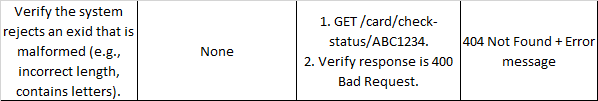 Verify the system
rejects an exid that is
malformed (e.g.,
incorrect length,
contains letters).
None
1. GET /card/check-
status/ABC1234.
2. Verify response is 400
Bad Request.
404 Not Found + Error
message